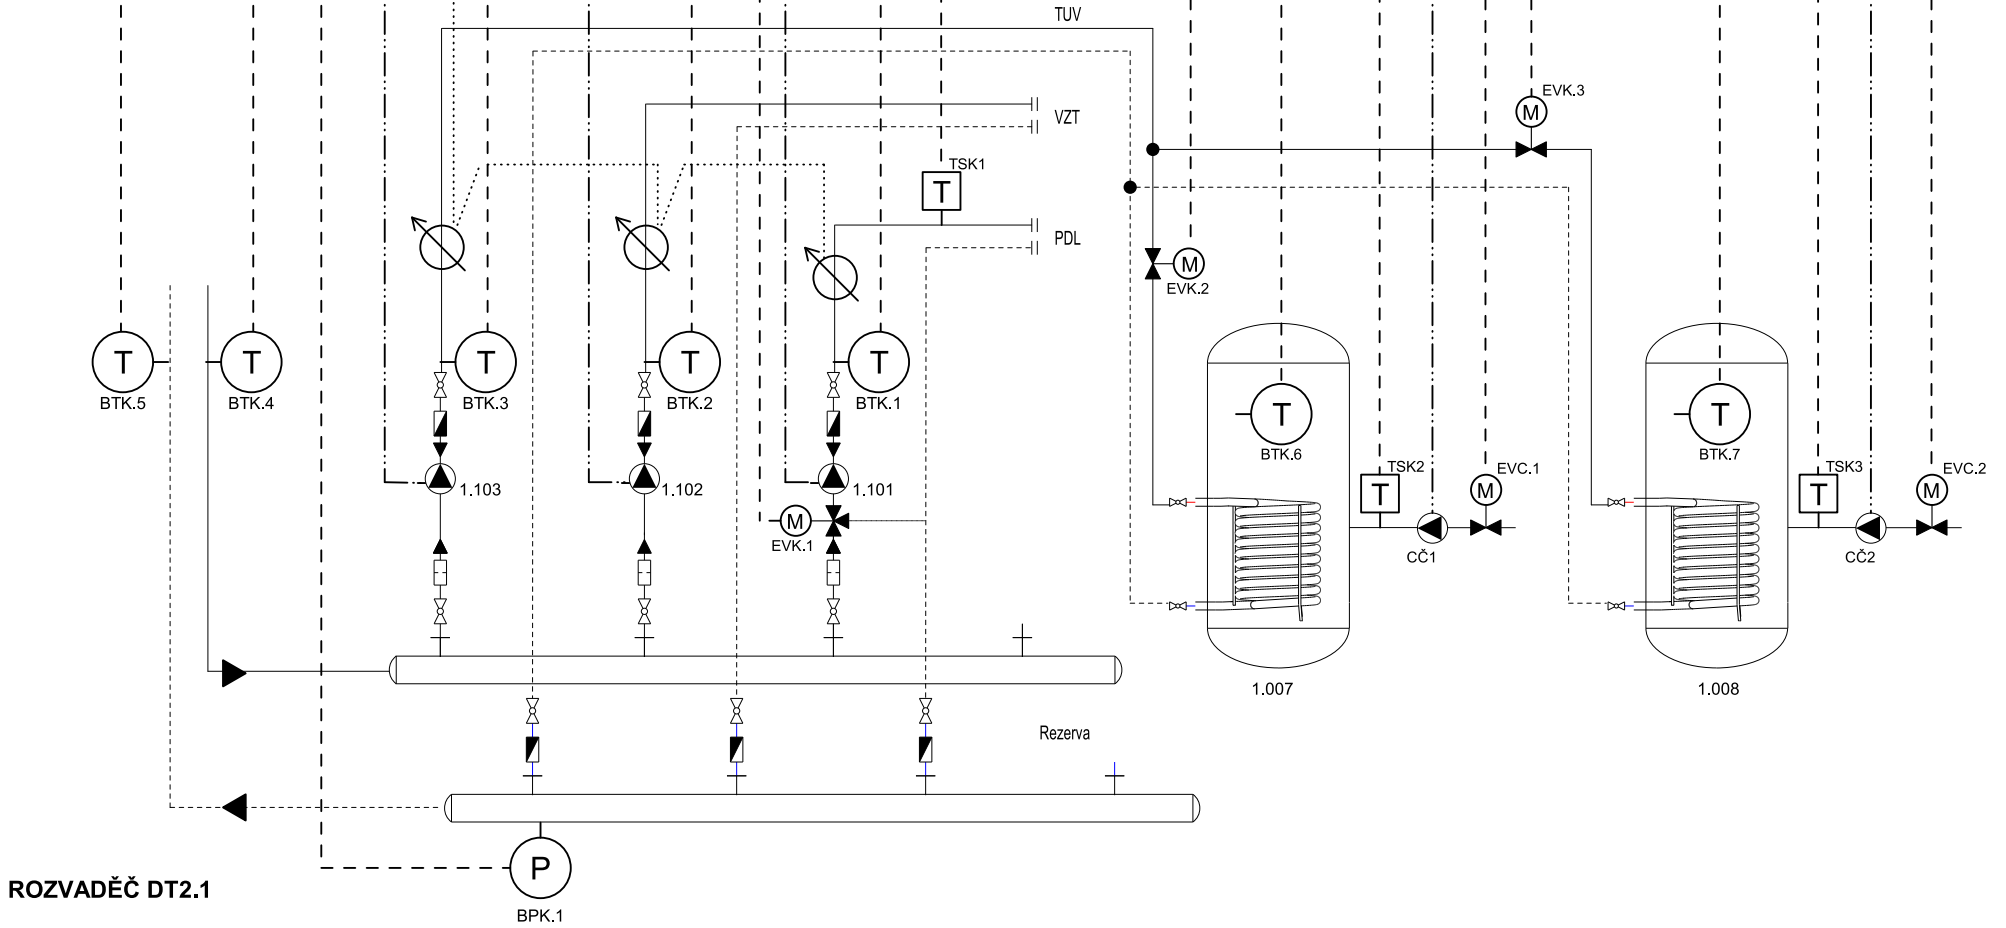 TUV
EVK.3
M
VZT
TSK1
T
PDL
M
EVK.2
T
BTK.5
T
BTK.4
T
BTK.3
T
BTK.2
T
BTK.1
T
BTK.6
T
BTK.7
1.103
1.102
1.101
M
EVK.1
TSK2
T
EVC.1
M
CČ1
TSK3
T
EVC.2
M
CČ2
1.007
1.008
Rezerva
P
BPK.1
ROZVADĚČ DT2.1